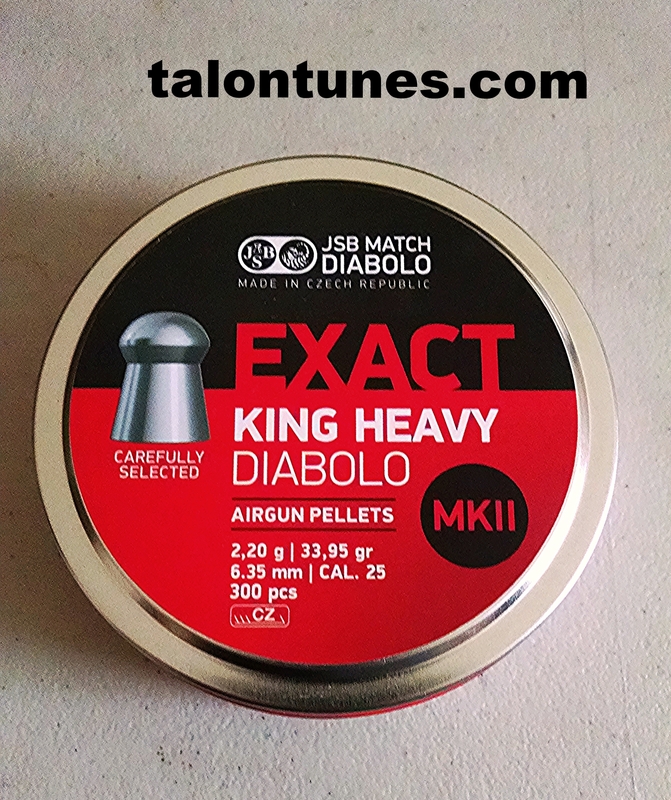 talontunes.com
JSB
JSB MATCH
DIABOLO
MADE IN CZECH REPUBLIC
EXACT
KING HEAVY
DIABOLO
CAREFULLY
SELECTED
AIRGUN PELLETS
MKII
2,20 g | 33,95 gr
6.35 mm | CAL. 25
300 pcs
CZ